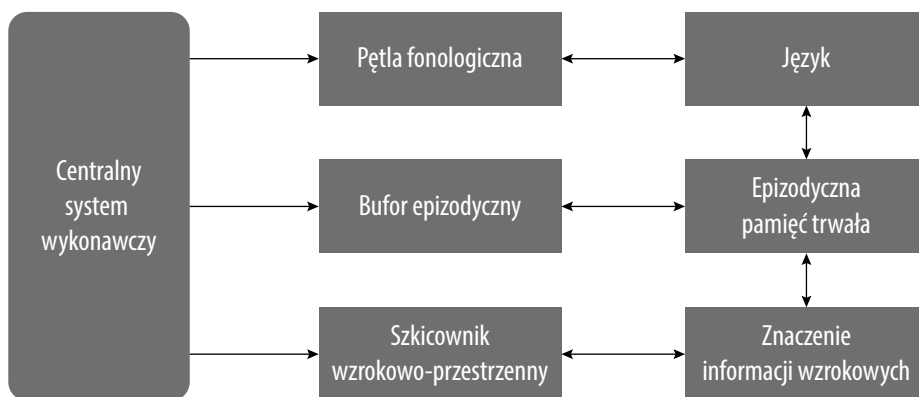 Pętla fonologiczna
Język
Centralny
system
wykonawczy
Bufor epizodyczny
Epizodyczna
pamięć trwała
Szkicownik
wzrokowo-przestrzenny
Znaczenie
informacji wzrokowych